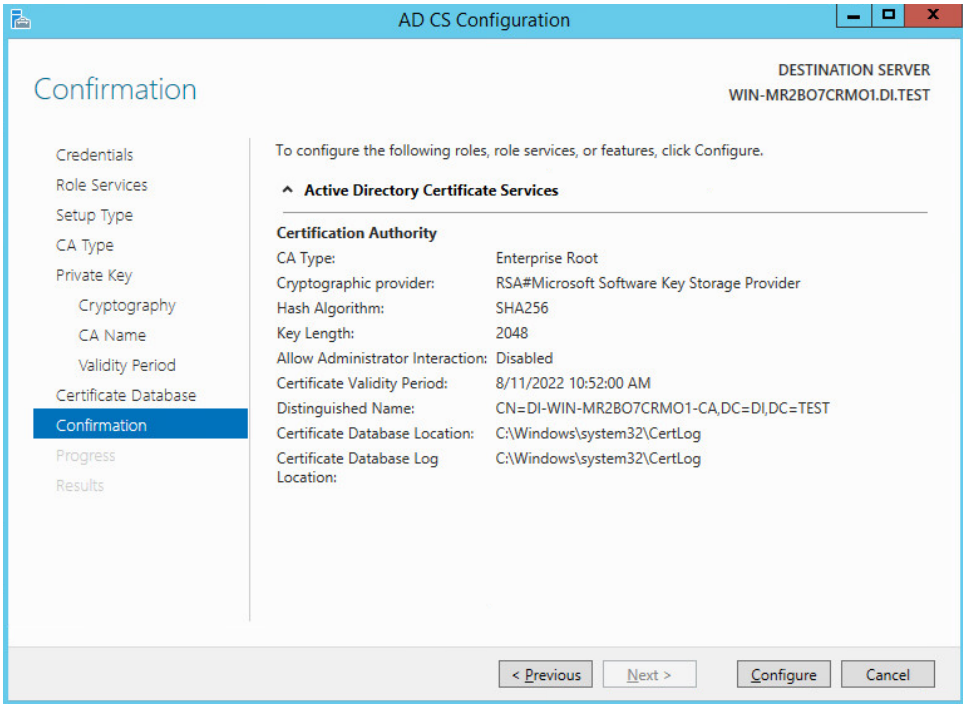 AD CS Configuration
Confirmation
DESTINATION SERVER
WIN-MR2BO7CRMO1.DI.TEST
Credentials
Role Services
Setup Type
CA Type
Private Key
Cryptography
CA Name
Validity Period
Certificate Database
Confirmation
Progress
Results
To configure the following roles, role services, or features, click Configure.
Active Directory Certificate Services
Certification Authority
CA Type: Enterprise Root
Cryptographic provider: RSA#Microsoft Software Key Storage Provider
Hash Algorithm: SHA256
Key Length: 2048
Allow Administrator Interaction: Disabled
Certificate Validity Period: 8/11/2022 10:52:00 AM
Distinguished Name: CN=DI-WIN-MR2BO7CRMO1-CA,DC=DI,DC=TEST
Certificate Database Location: C:\Windows\system32\CertLog
Certificate Database Log C:\Windows\system32\CertLog
Location:
< Previous Next > Configure Cancel